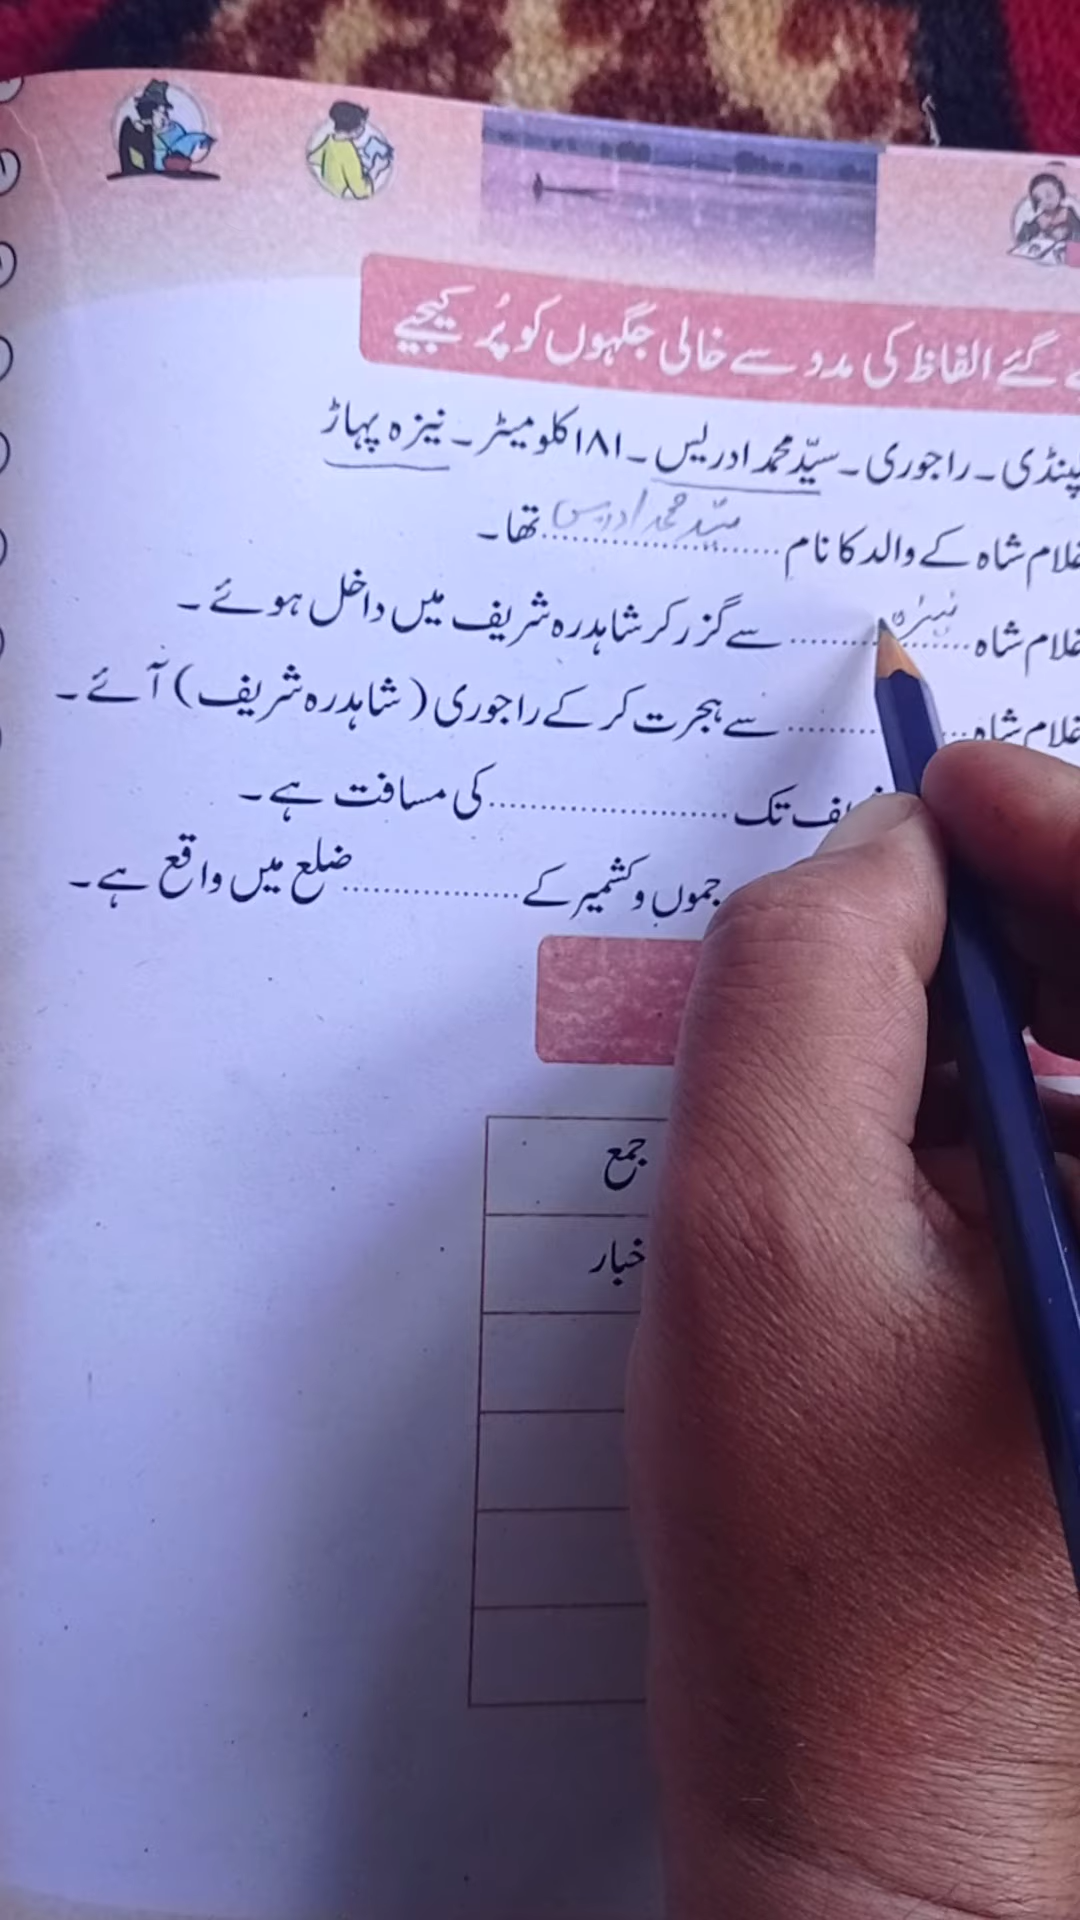 گئے الفاظ کی مدد سے خالی جگہوں کو پُر کیجیے
پنڈی۔ راجوری۔ سیّد محمد ادریس۔ ۱۸۱ کلومیٹر۔ نیزہ پہاڑ
غلام شاہ کے والد کا نام ........ سیّد محمد ادریس ........ تھا۔
غلام شاہ ........ نیزہ ........ سے گزر کر شاہدرہ شریف میں داخل ہوئے۔
غلام شاہ ................ سے ہجرت کر کے راجوری (شاہدرہ شریف) آئے۔
تک ........................ کی مسافت ہے۔
جموں و کشمیر کے ................ ضلع میں واقع ہے۔
جمع
خبار